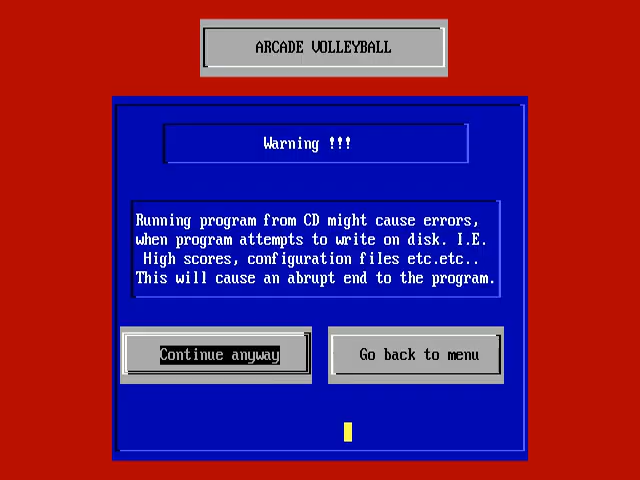 ARCADE VOLLEYBALL
Warning !!!
Running program from CD might cause errors,
when program attempts to write on disk. I.E.
High scores, configuration files etc.etc..
This will cause an abrupt end to the program.
Continue anyway
Go back to menu